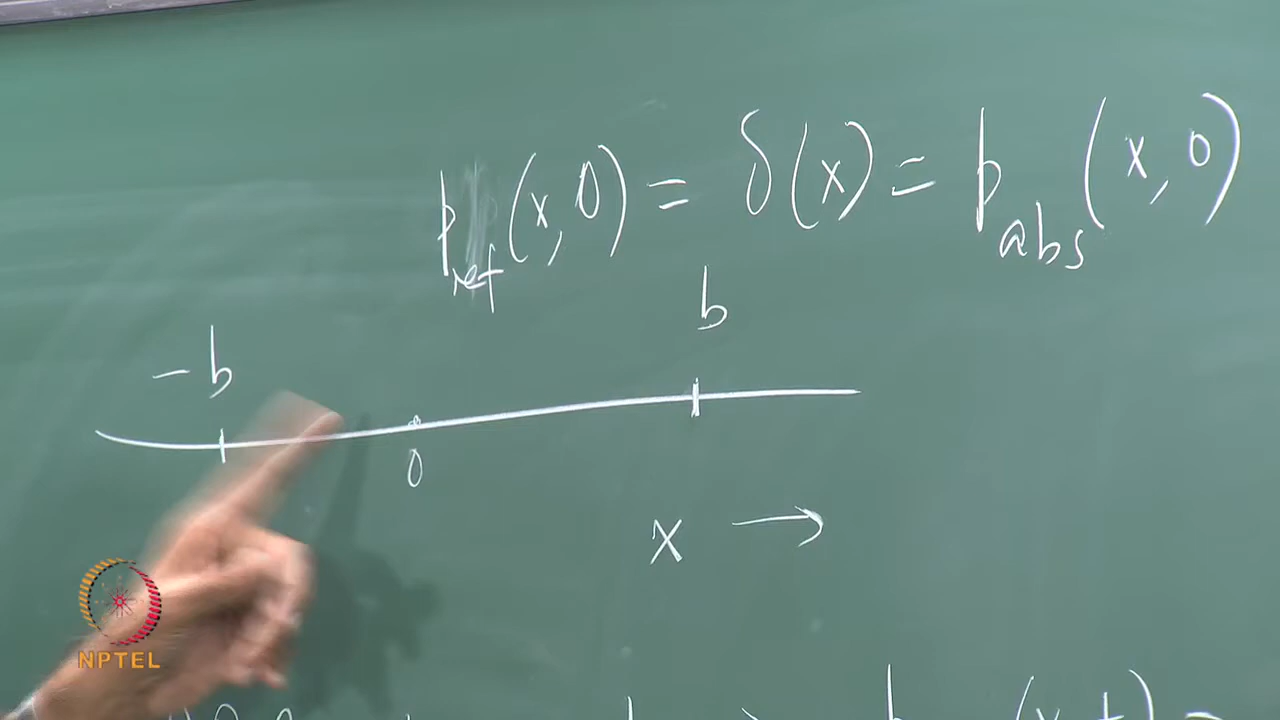 p_ref(x,0) = δ(x) = p_abs(x,0)
-b b
0
x →
NPTEL